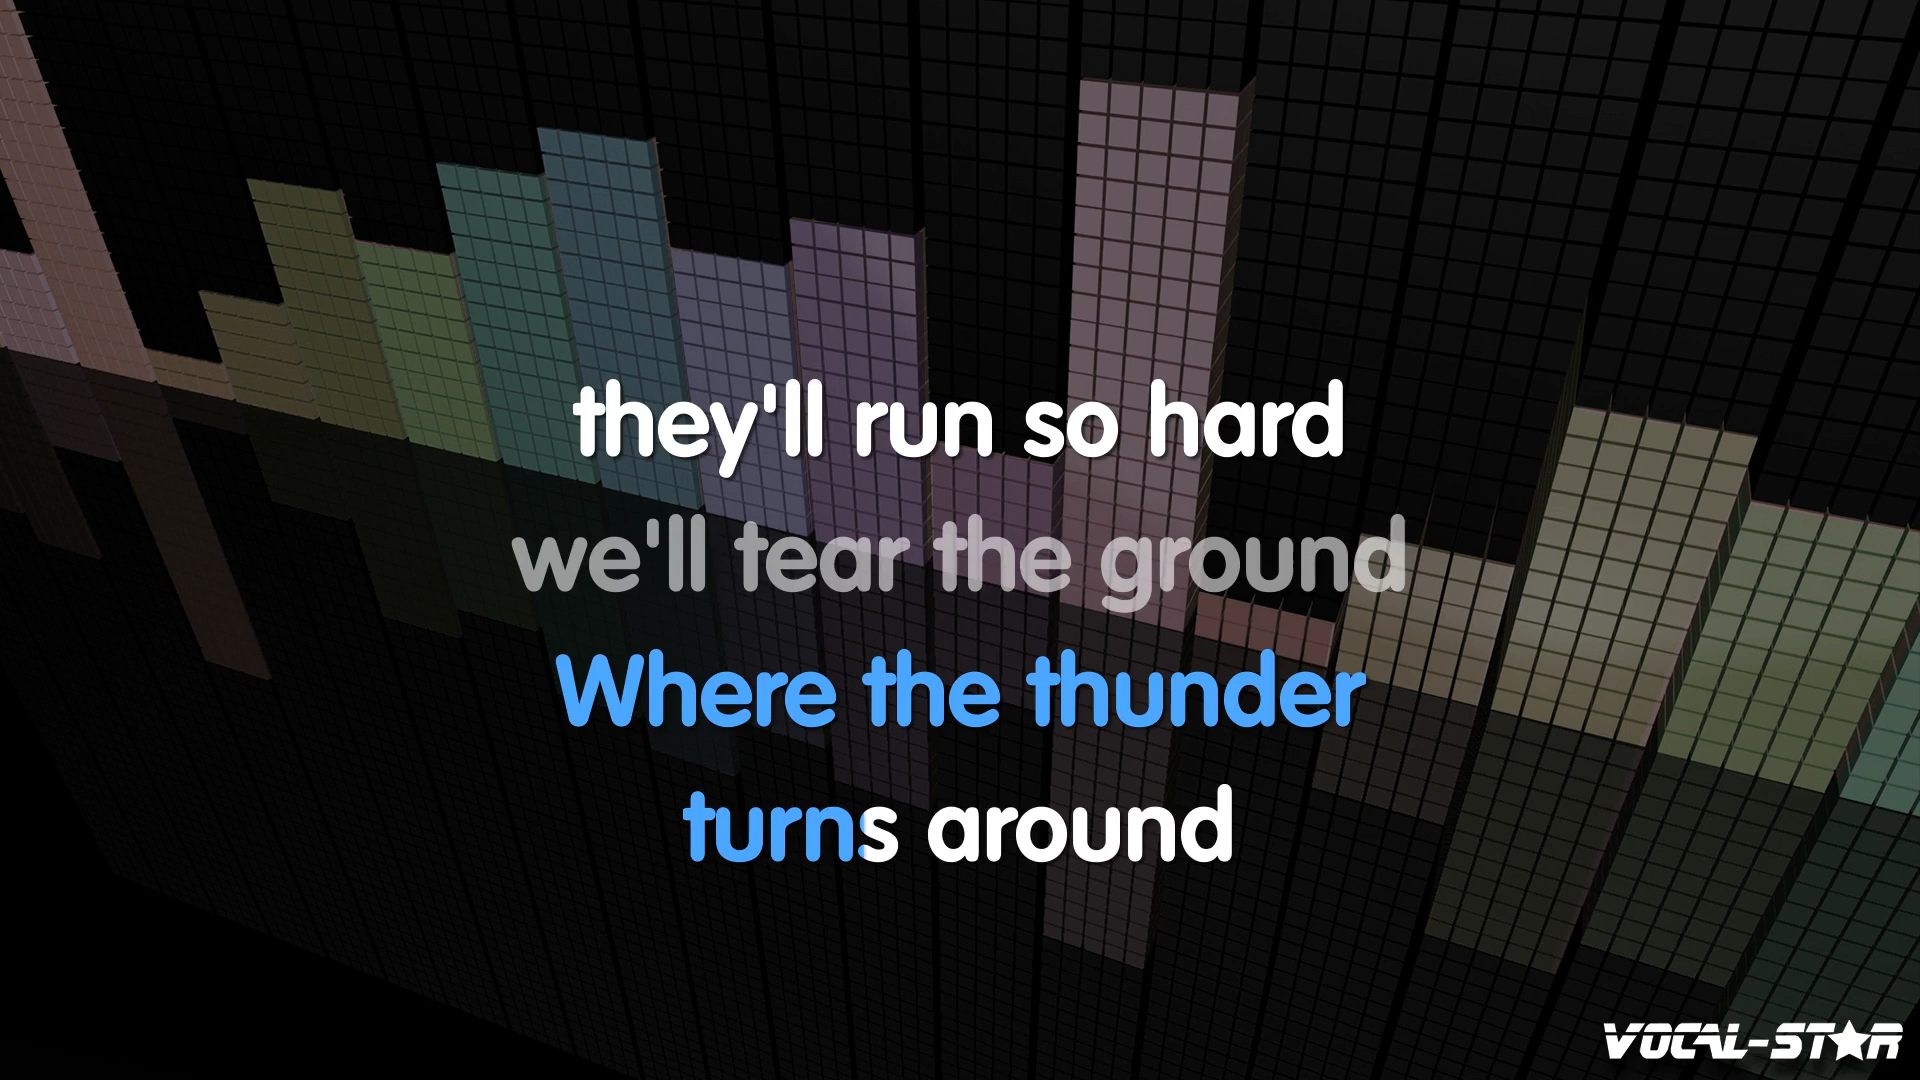 they'll run so hard
we'll tear the ground
Where the thunder
turns around
VOCAL-STAR